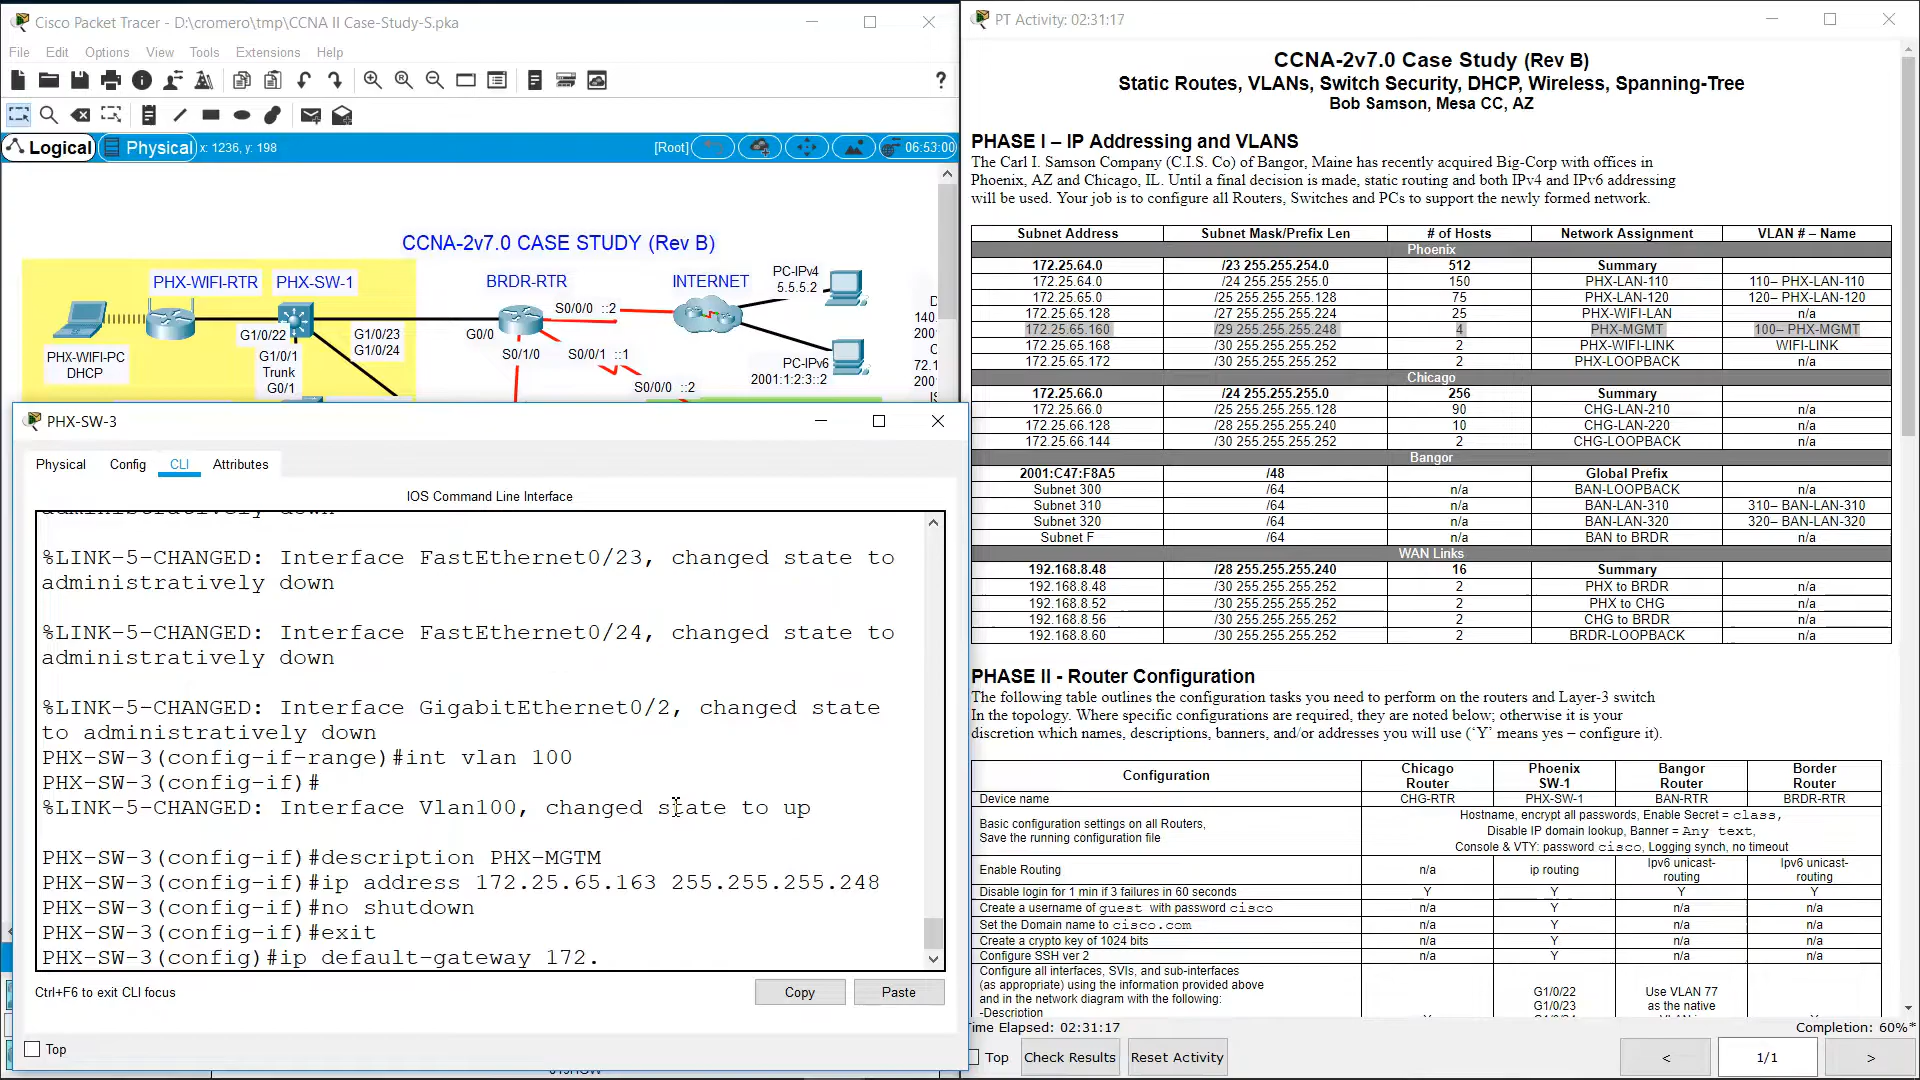 Cisco Packet Tracer - D:\cromero\tmp\CCNA II Case-Study-S.pka
File Edit Options View Tools Extensions Help
?
Logical Physical x: 1236, y: 198 [Root] 06:53:00
CCNA-2v7.0 CASE STUDY (Rev B)
PHX-WIFI-RTR PHX-SW-1 BRDR-RTR INTERNET PC-IPv4
5.5.5.2
S0/0/0 ::2
G1/0/22 G1/0/23
G1/0/24
G0/0
G1/0/1
Trunk
G0/1
S0/1/0 S0/0/1 ::1
PHX-WIFI-PC
DHCP
PC-IPv6
2001:1:2:3::2
S0/0/0 ::2
D
140.
2001
C
72.1
200
PHX-SW-3
Physical Config CLI Attributes
IOS Command Line Interface
administratively down
%LINK-5-CHANGED: Interface FastEthernet0/23, changed state to
administratively down
%LINK-5-CHANGED: Interface FastEthernet0/24, changed state to
administratively down
%LINK-5-CHANGED: Interface GigabitEthernet0/2, changed state
to administratively down
PHX-SW-3(config-if-range)#int vlan 100
PHX-SW-3(config-if)#
%LINK-5-CHANGED: Interface Vlan100, changed state to up
PHX-SW-3(config-if)#description PHX-MGTM
PHX-SW-3(config-if)#ip address 172.25.65.163 255.255.255.248
PHX-SW-3(config-if)#no shutdown
PHX-SW-3(config-if)#exit
PHX-SW-3(config)#ip default-gateway 172.
Ctrl+F6 to exit CLI focus
Copy Paste
Top
PT Activity: 02:31:17
CCNA-2v7.0 Case Study (Rev B)
Static Routes, VLANs, Switch Security, DHCP, Wireless, Spanning-Tree
Bob Samson, Mesa CC, AZ
PHASE I – IP Addressing and VLANS
The Carl I. Samson Company (C.I.S. Co) of Bangor, Maine has recently acquired Big-Corp with offices in
Phoenix, AZ and Chicago, IL. Until a final decision is made, static routing and both IPv4 and IPv6 addressing
will be used. Your job is to configure all Routers, Switches and PCs to support the newly formed network.
Subnet Address Subnet Mask/Prefix Len # of Hosts Network Assignment VLAN # – Name
Phoenix
172.25.64.0 /23 255.255.254.0 512 Summary
172.25.64.0 /24 255.255.255.0 150 PHX-LAN-110 110– PHX-LAN-110
172.25.65.0 /25 255.255.255.128 75 PHX-LAN-120 120– PHX-LAN-120
172.25.65.128 /27 255.255.255.224 25 PHX-WIFI-LAN n/a
172.25.65.160 /29 255.255.255.248 4 PHX-MGMT 100– PHX-MGMT
172.25.65.168 /30 255.255.255.252 2 PHX-WIFI-LINK WIFI-LINK
172.25.65.172 /30 255.255.255.252 2 PHX-LOOPBACK n/a
Chicago
172.25.66.0 /24 255.255.255.0 256 Summary
172.25.66.0 /25 255.255.255.128 90 CHG-LAN-210 n/a
172.25.66.128 /28 255.255.255.240 10 CHG-LAN-220 n/a
172.25.66.144 /30 255.255.255.252 2 CHG-LOOPBACK n/a
Bangor
2001:C47:F8A5 /48 Global Prefix
Subnet 300 /64 n/a BAN-LOOPBACK n/a
Subnet 310 /64 n/a BAN-LAN-310 310– BAN-LAN-310
Subnet 320 /64 n/a BAN-LAN-320 320– BAN-LAN-320
Subnet F /64 n/a BAN to BRDR n/a
WAN Links
192.168.8.48 /28 255.255.255.240 16 Summary
192.168.8.48 /30 255.255.255.252 2 PHX to BRDR n/a
192.168.8.52 /30 255.255.255.252 2 PHX to CHG n/a
192.168.8.56 /30 255.255.255.252 2 CHG to BRDR n/a
192.168.8.60 /30 255.255.255.252 2 BRDR-LOOPBACK n/a
PHASE II - Router Configuration
The following table outlines the configuration tasks you need to perform on the routers and Layer-3 switch
In the topology. Where specific configurations are required, they are noted below; otherwise it is your
discretion which names, descriptions, banners, and/or addresses you will use (‘Y’ means yes – configure it).
Configuration Chicago Router Phoenix SW-1 Bangor Router Border Router
Device name CHG-RTR PHX-SW-1 BAN-RTR BRDR-RTR
Basic configuration settings on all Routers,
Save the running configuration file
Hostname, encrypt all passwords, Enable Secret = class,
Disable IP domain lookup, Banner = Any text,
Console & VTY: password cisco, Logging synch, no timeout
Enable Routing n/a ip routing Ipv6 unicast-routing Ipv6 unicast-routing
Disable login for 1 min if 3 failures in 60 seconds Y Y Y Y
Create a username of guest with password cisco n/a Y n/a n/a
Set the Domain name to cisco.com n/a Y n/a n/a
Create a crypto key of 1024 bits n/a Y n/a n/a
Configure SSH ver 2 n/a Y n/a n/a
Configure all interfaces, SVIs, and sub-interfaces
(as appropriate) using the information provided above
and in the network diagram with the following:
-Description
G1/0/22
G1/0/23
Use VLAN 77
as the native
Time Elapsed: 02:31:17 Completion: 60%*
Top Check Results Reset Activity < 1/1 >